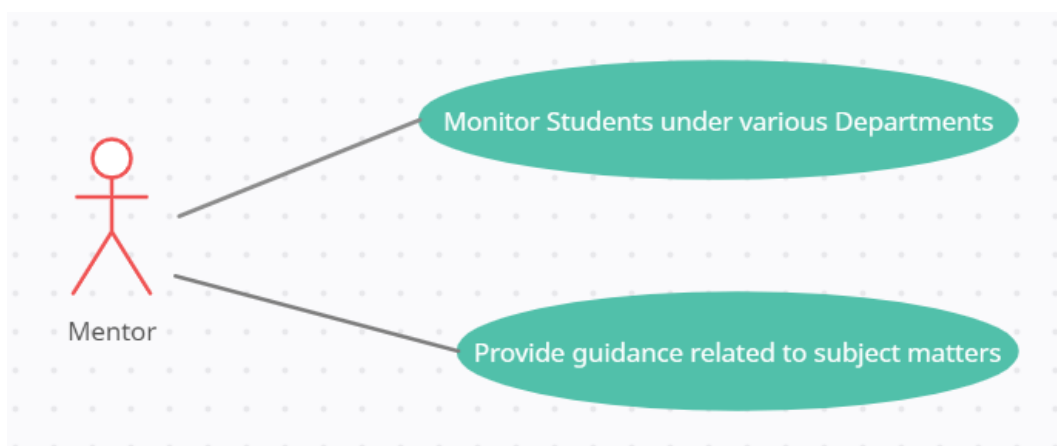 Monitor Students under various Departments
Mentor
Provide guidance related to subject matters